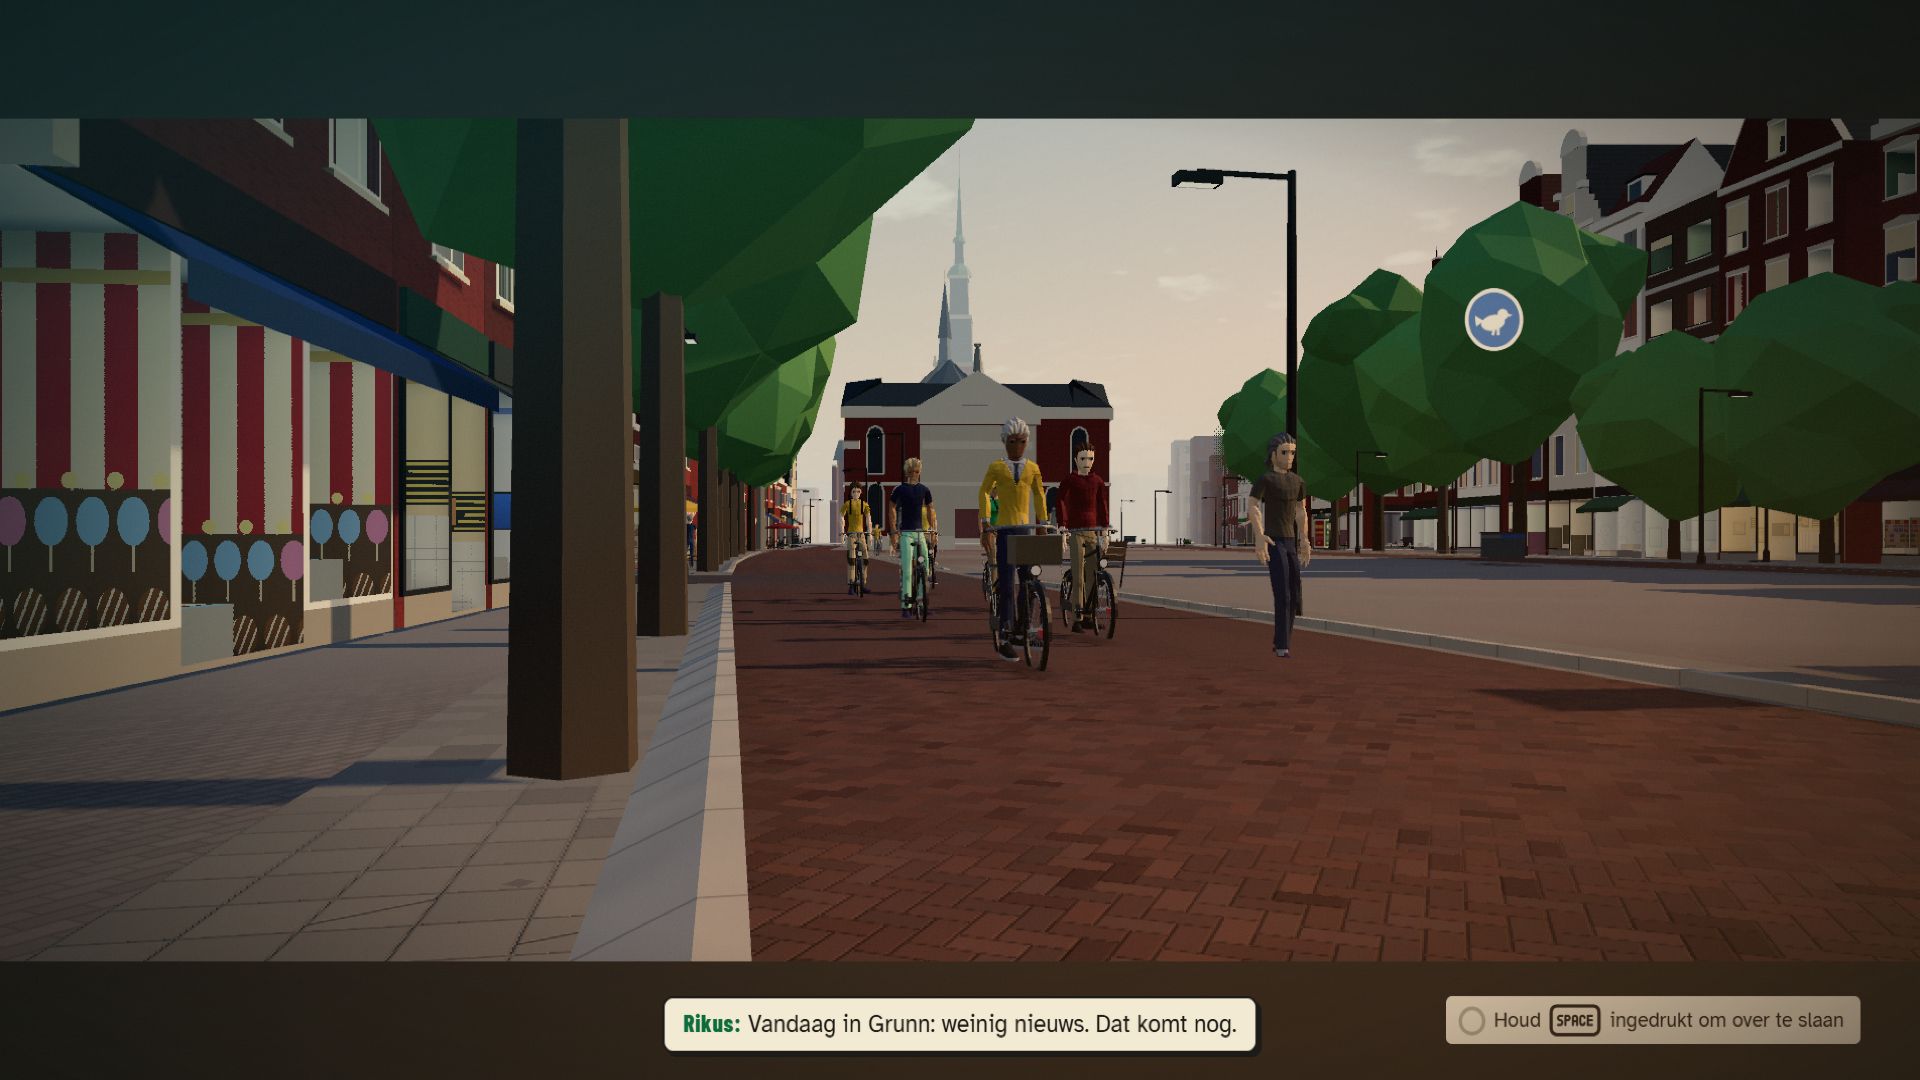 Rikus: Vandaag in Grunn: weinig nieuws. Dat komt nog.
Houd SPACE ingedrukt om over te slaan